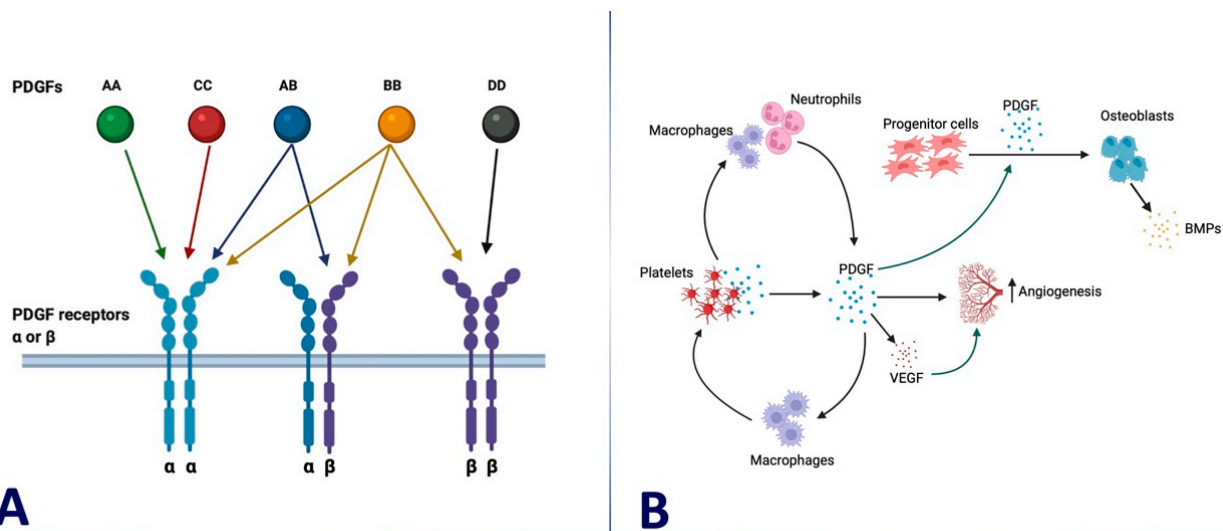 PDGFs
AA
CC
AB
BB
DD
PDGF receptors
α or β
α α
α β
β β
A
Neutrophils
Macrophages
PDGF
Progenitor cells
Osteoblasts
BMPs
Platelets
PDGF
Angiogenesis
VEGF
Macrophages
B